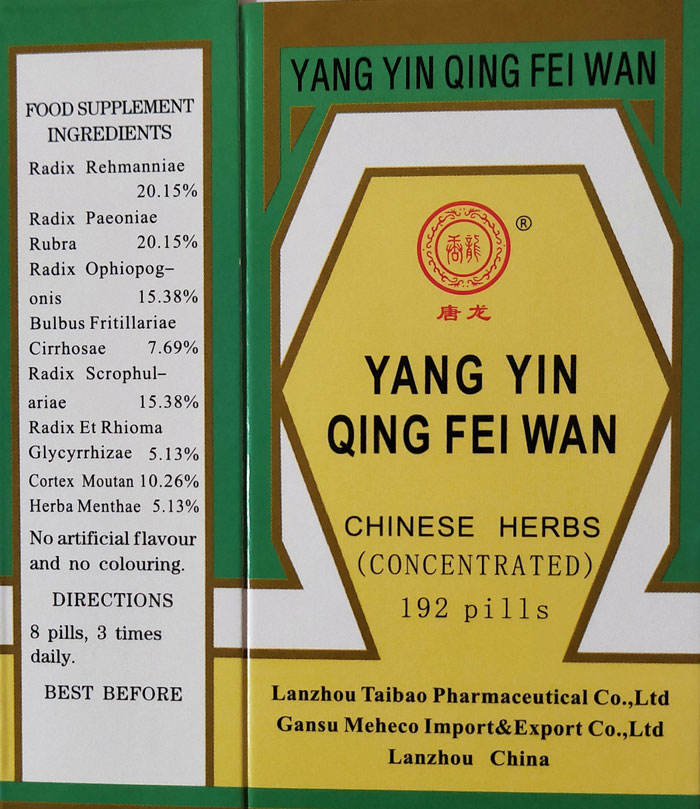 FOOD SUPPLEMENT
INGREDIENTS
Radix Rehmanniae
20.15%
Radix Paeoniae
Rubra 20.15%
Radix Ophiopog–
onis 15.38%
Bulbus Fritillariae
Cirrhosae 7.69%
Radix Scrophul–
ariae 15.38%
Radix Et Rhioma
Glycyrrhizae 5.13%
Cortex Moutan 10.26%
Herba Menthae 5.13%
No artificial flavour
and no colouring.
DIRECTIONS
8 pills, 3 times
daily.
BEST BEFORE
YANG YIN QING FEI WAN
®
唐龙
YANG YIN
QING FEI WAN
CHINESE HERBS
(CONCENTRATED)
192 pills
Lanzhou Taibao Pharmaceutical Co.,Ltd
Gansu Meheco Import&Export Co.,Ltd
Lanzhou China